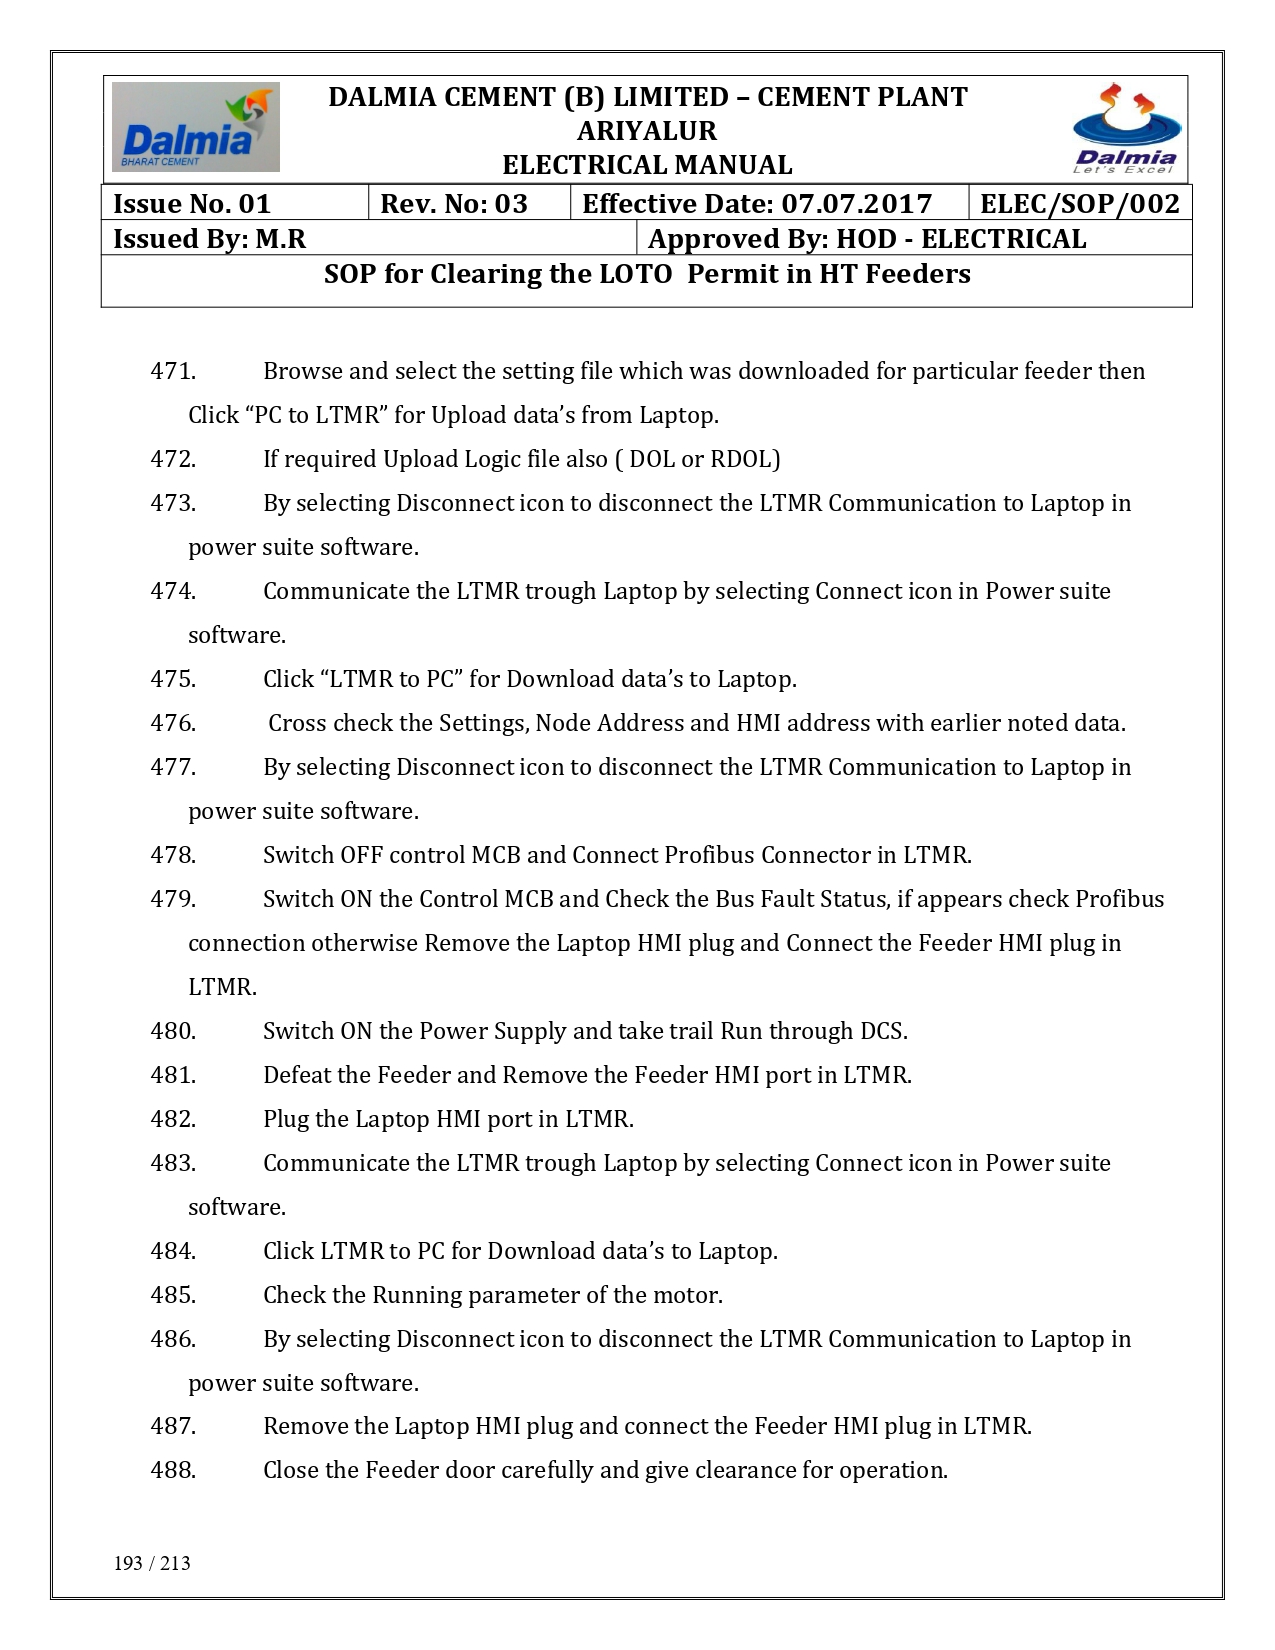 Dalmia
BHARAT CEMENT
DALMIA CEMENT (B) LIMITED – CEMENT PLANT
ARIYALUR
ELECTRICAL MANUAL
Dalmia
Let's Excel
Issue No. 01 Rev. No: 03 Effective Date: 07.07.2017 ELEC/SOP/002
Issued By: M.R Approved By: HOD - ELECTRICAL
SOP for Clearing the LOTO Permit in HT Feeders
471. Browse and select the setting file which was downloaded for particular feeder then
Click “PC to LTMR” for Upload data’s from Laptop.
472. If required Upload Logic file also ( DOL or RDOL)
473. By selecting Disconnect icon to disconnect the LTMR Communication to Laptop in
power suite software.
474. Communicate the LTMR trough Laptop by selecting Connect icon in Power suite
software.
475. Click “LTMR to PC” for Download data’s to Laptop.
476. Cross check the Settings, Node Address and HMI address with earlier noted data.
477. By selecting Disconnect icon to disconnect the LTMR Communication to Laptop in
power suite software.
478. Switch OFF control MCB and Connect Profibus Connector in LTMR.
479. Switch ON the Control MCB and Check the Bus Fault Status, if appears check Profibus
connection otherwise Remove the Laptop HMI plug and Connect the Feeder HMI plug in
LTMR.
480. Switch ON the Power Supply and take trail Run through DCS.
481. Defeat the Feeder and Remove the Feeder HMI port in LTMR.
482. Plug the Laptop HMI port in LTMR.
483. Communicate the LTMR trough Laptop by selecting Connect icon in Power suite
software.
484. Click LTMR to PC for Download data’s to Laptop.
485. Check the Running parameter of the motor.
486. By selecting Disconnect icon to disconnect the LTMR Communication to Laptop in
power suite software.
487. Remove the Laptop HMI plug and connect the Feeder HMI plug in LTMR.
488. Close the Feeder door carefully and give clearance for operation.
193 / 213